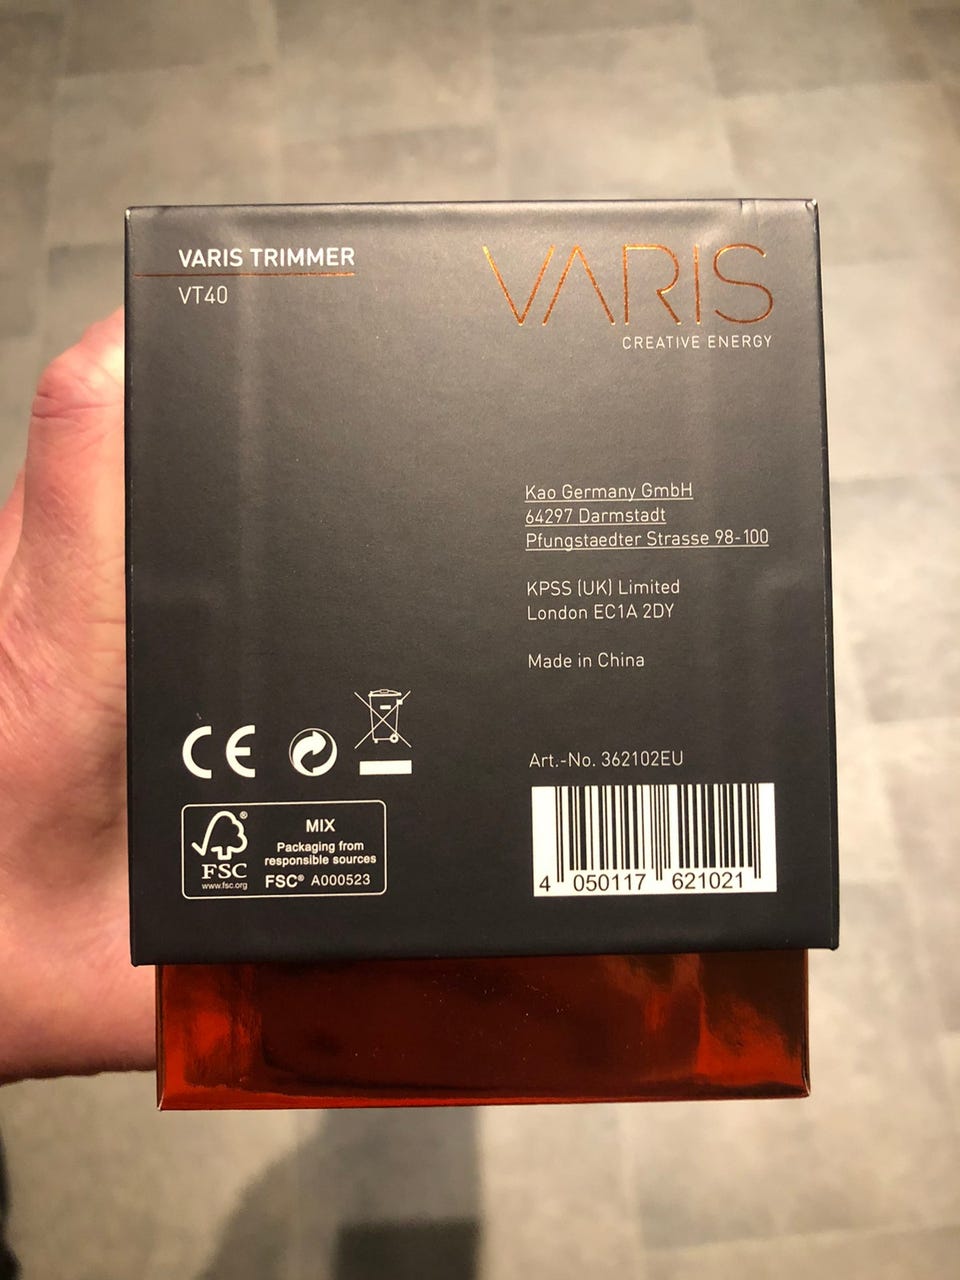 VARIS TRIMMER
VT40
VARIS
CREATIVE ENERGY
Kao Germany GmbH
64297 Darmstadt
Pfungstaedter Strasse 98-100
KPSS (UK) Limited
London EC1A 2DY
Made in China
Art.-No. 362102EU
4 050117 621021
CE
FSC®
www.fsc.org
MIX
Packaging from
responsible sources
FSC® A000523